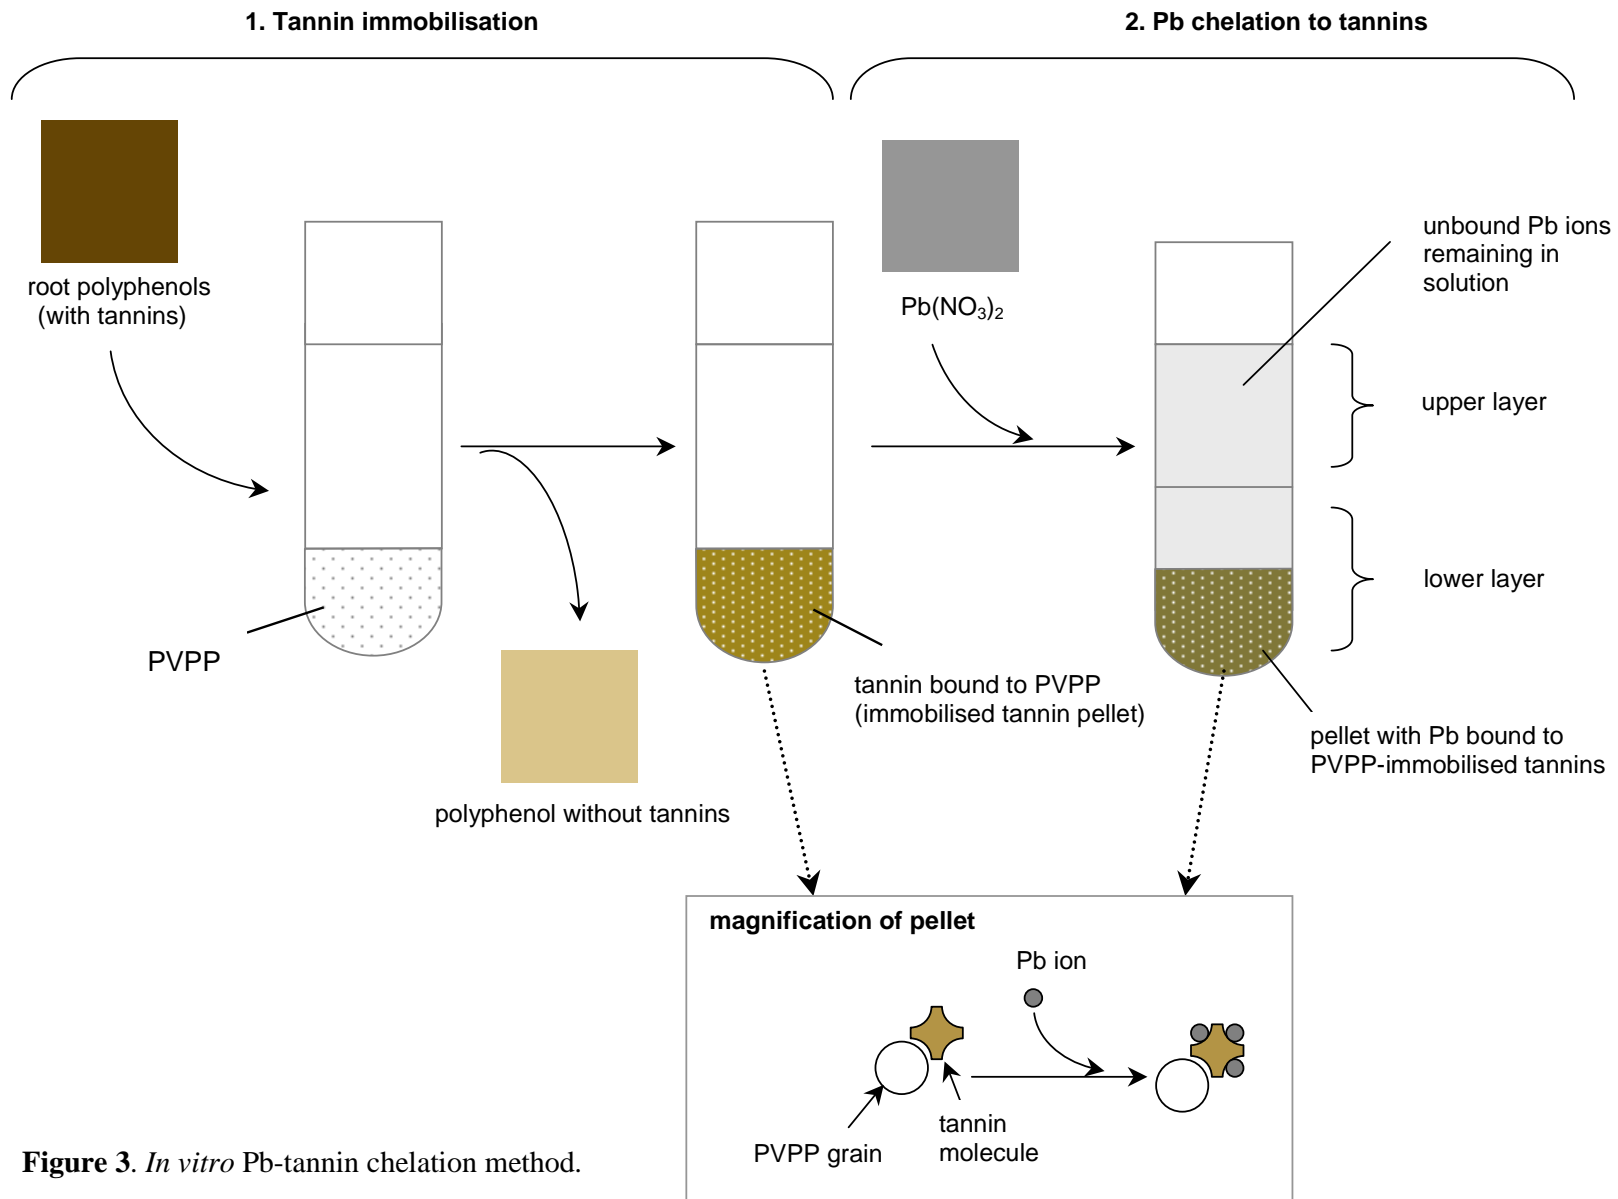 1. Tannin immobilisation
2. Pb chelation to tannins
root polyphenols
(with tannins)
Pb(NO₃)₂
unbound Pb ions
remaining in
solution
upper layer
lower layer
PVPP
tannin bound to PVPP
(immobilised tannin pellet)
pellet with Pb bound to
PVPP-immobilised tannins
polyphenol without tannins
magnification of pellet
Pb ion
PVPP grain
tannin
molecule
Figure 3. In vitro Pb-tannin chelation method.